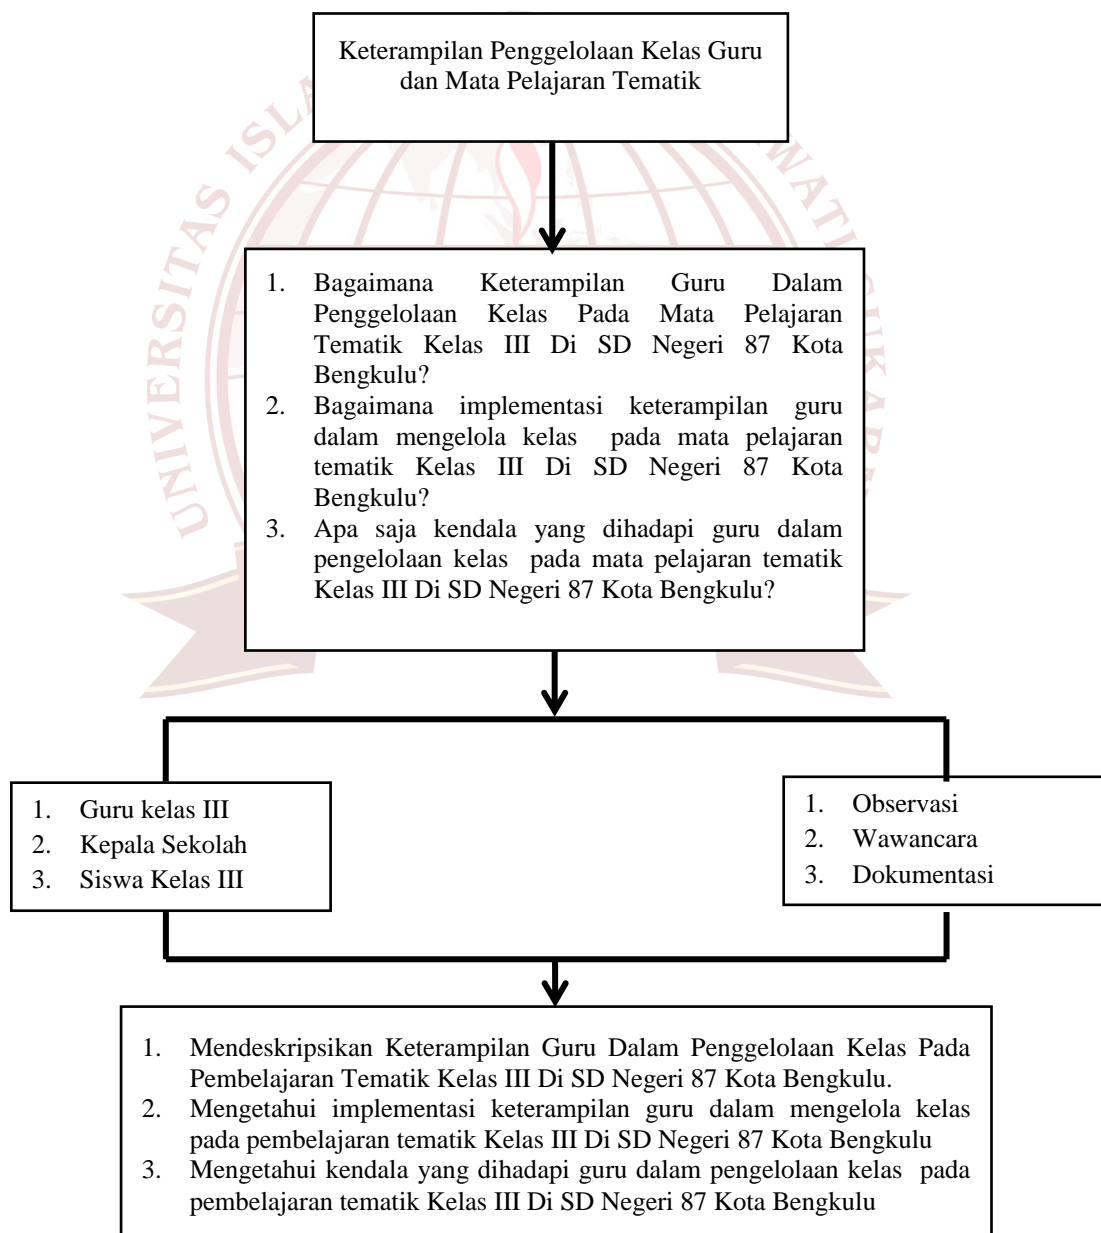 Keterampilan Penggelolaan Kelas Guru
dan Mata Pelajaran Tematik
1. Bagaimana Keterampilan Guru Dalam
Penggelolaan Kelas Pada Mata Pelajaran
Tematik Kelas III Di SD Negeri 87 Kota
Bengkulu?
2. Bagaimana implementasi keterampilan guru
dalam mengelola kelas pada mata pelajaran
tematik Kelas III Di SD Negeri 87 Kota
Bengkulu?
3. Apa saja kendala yang dihadapi guru dalam
pengelolaan kelas pada mata pelajaran tematik
Kelas III Di SD Negeri 87 Kota Bengkulu?
1. Guru kelas III
2. Kepala Sekolah
3. Siswa Kelas III
1. Observasi
2. Wawancara
3. Dokumentasi
1. Mendeskripsikan Keterampilan Guru Dalam Penggelolaan Kelas Pada
Pembelajaran Tematik Kelas III Di SD Negeri 87 Kota Bengkulu.
2. Mengetahui implementasi keterampilan guru dalam mengelola kelas
pada pembelajaran tematik Kelas III Di SD Negeri 87 Kota Bengkulu
3. Mengetahui kendala yang dihadapi guru dalam pengelolaan kelas pada
pembelajaran tematik Kelas III Di SD Negeri 87 Kota Bengkulu
UNIVERSITAS